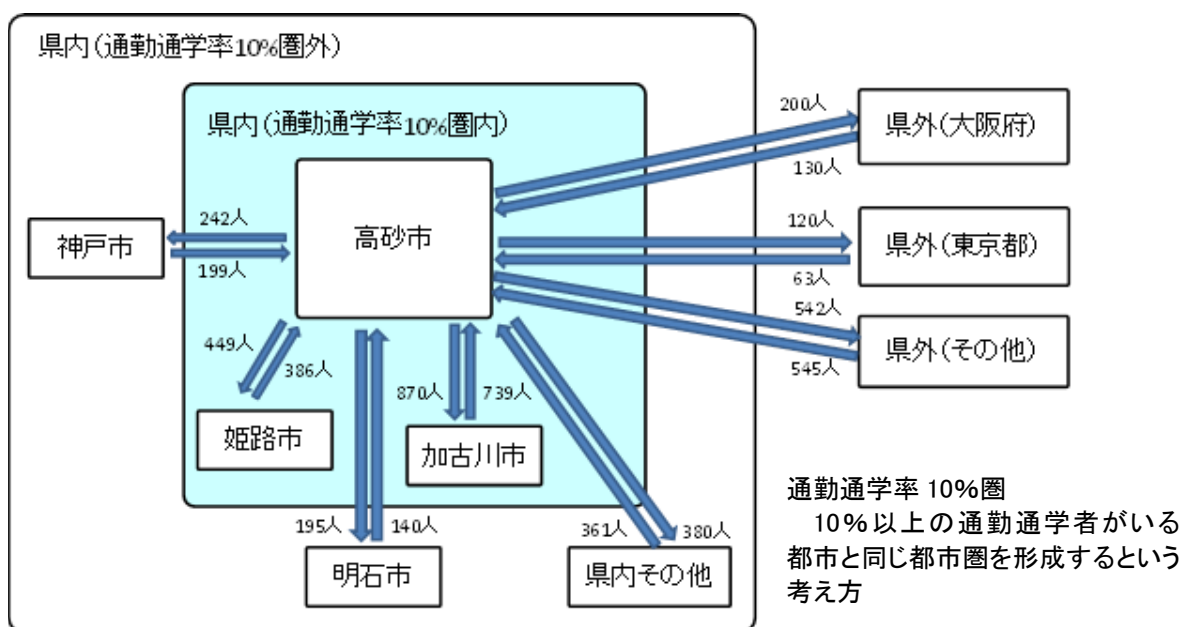 県内(通勤通学率10%圏外)
県内(通勤通学率10%圏内)
200人
県外(大阪府)
130人
神戸市
242人
199人
高砂市
120人
県外(東京都)
63人
542人
県外(その他)
545人
449人
386人
870人
739人
姫路市
加古川市
195人
140人
361人
380人
明石市
県内その他
通勤通学率 10%圏
10%以上の通勤通学者がいる
都市と同じ都市圏を形成するという
考え方